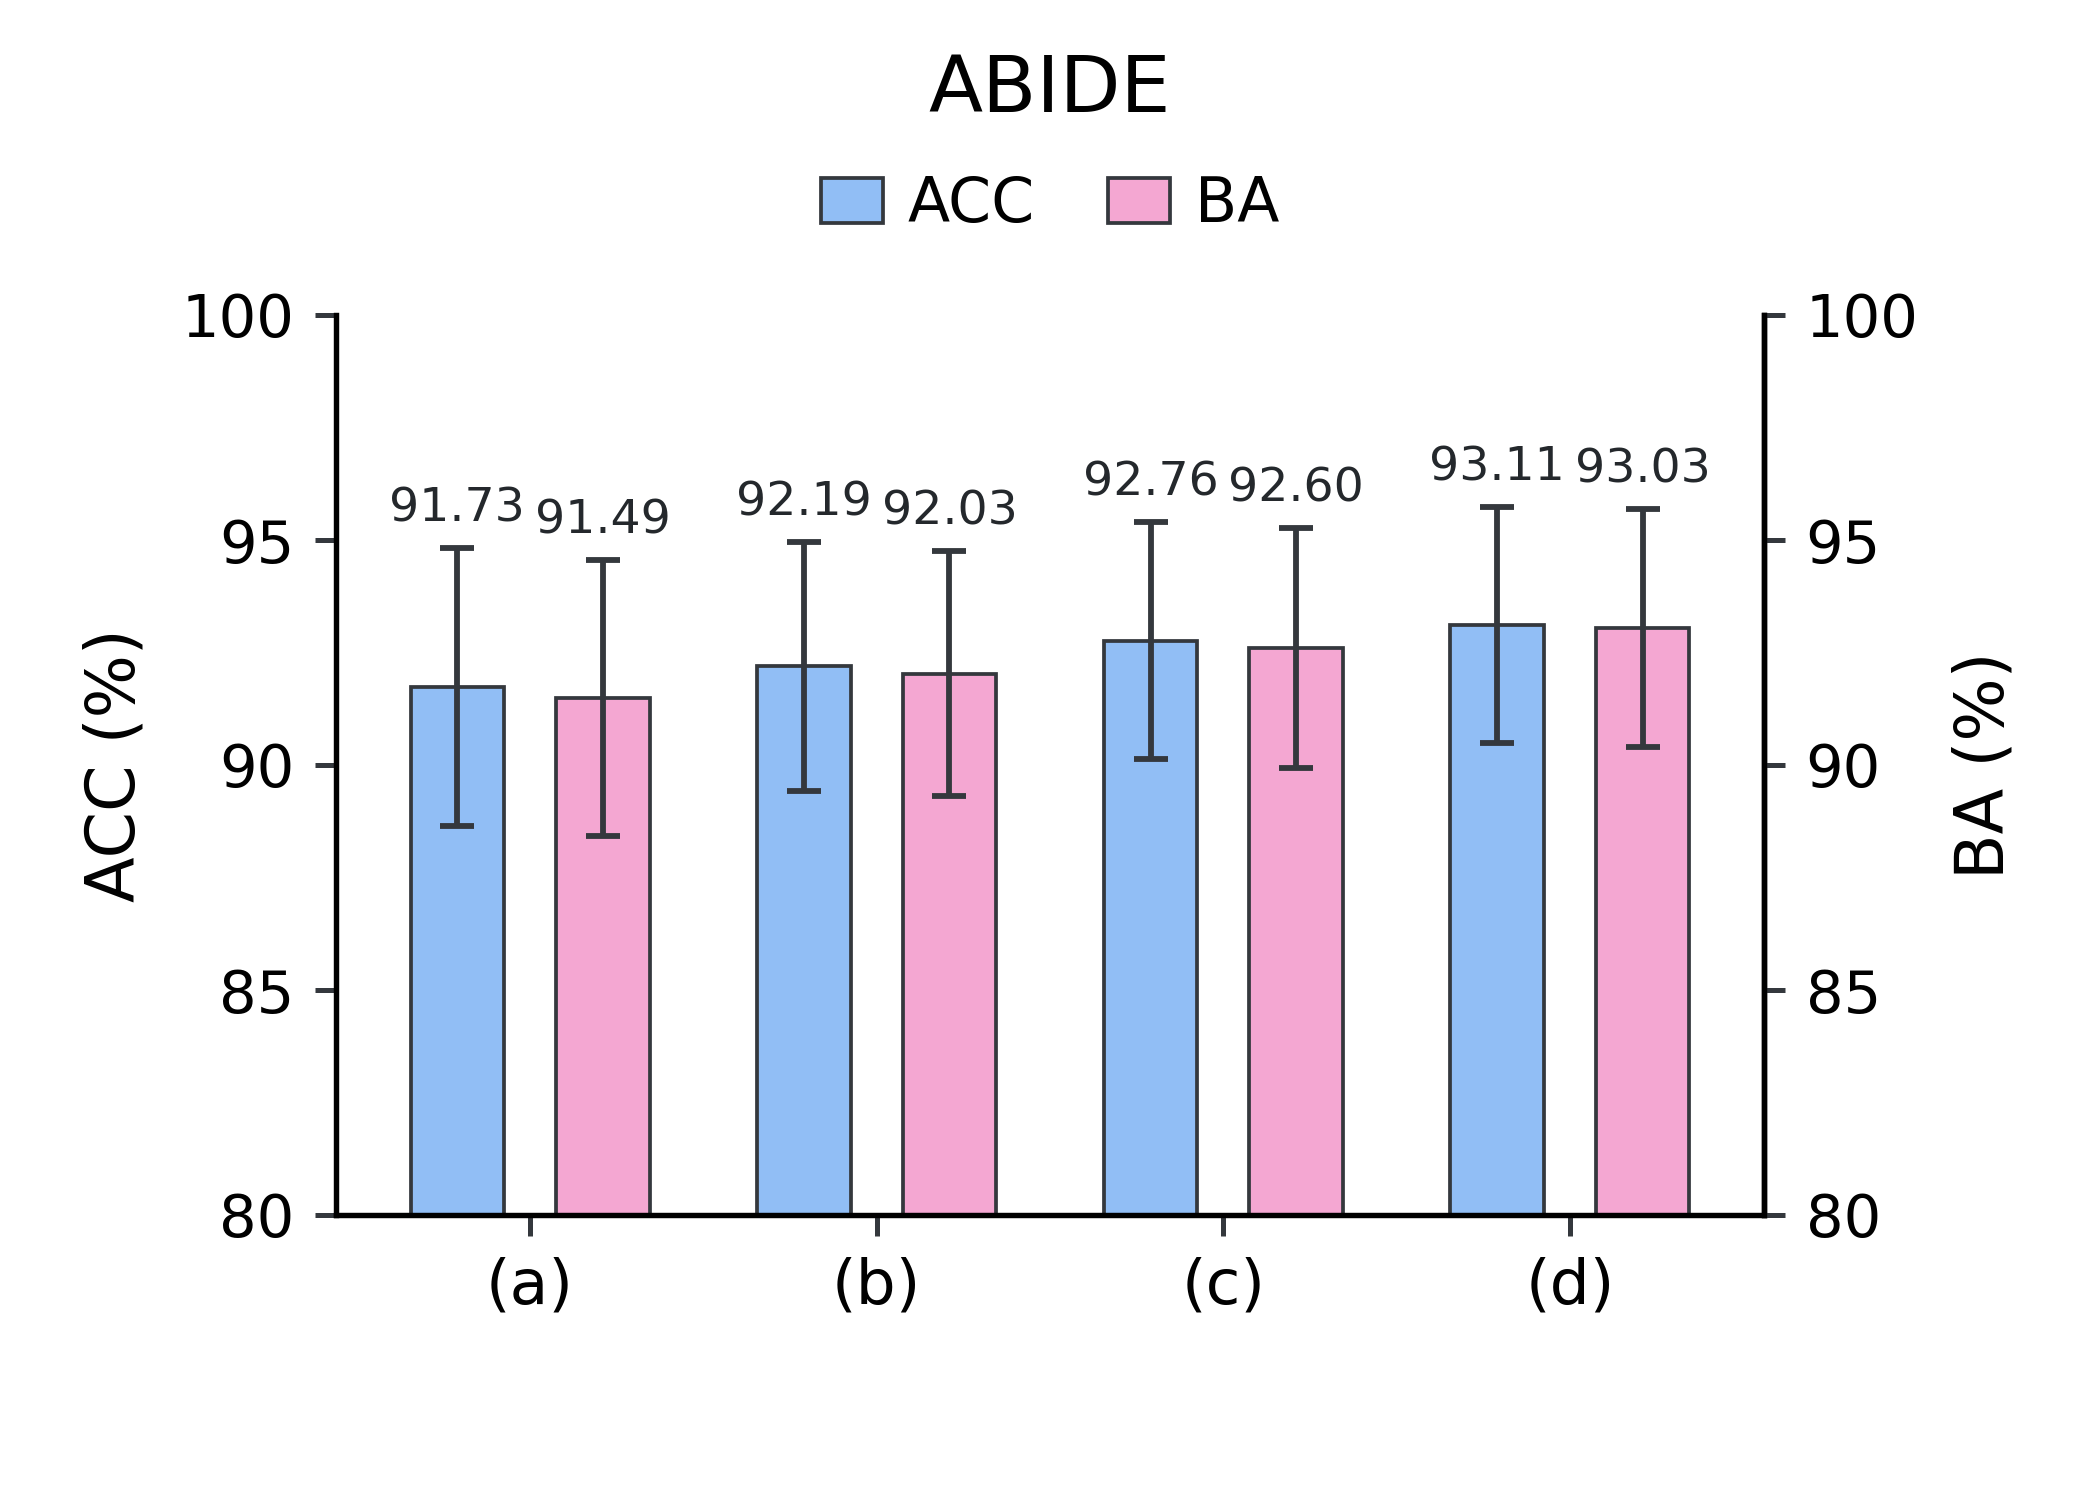 ABIDE
ACC BA
100 100
91.73 91.49 92.19 92.03 92.76 92.60 93.11 93.03
95 95
ACC (%)
BA (%)
90 90
85 85
80 80
(a) (b) (c) (d)